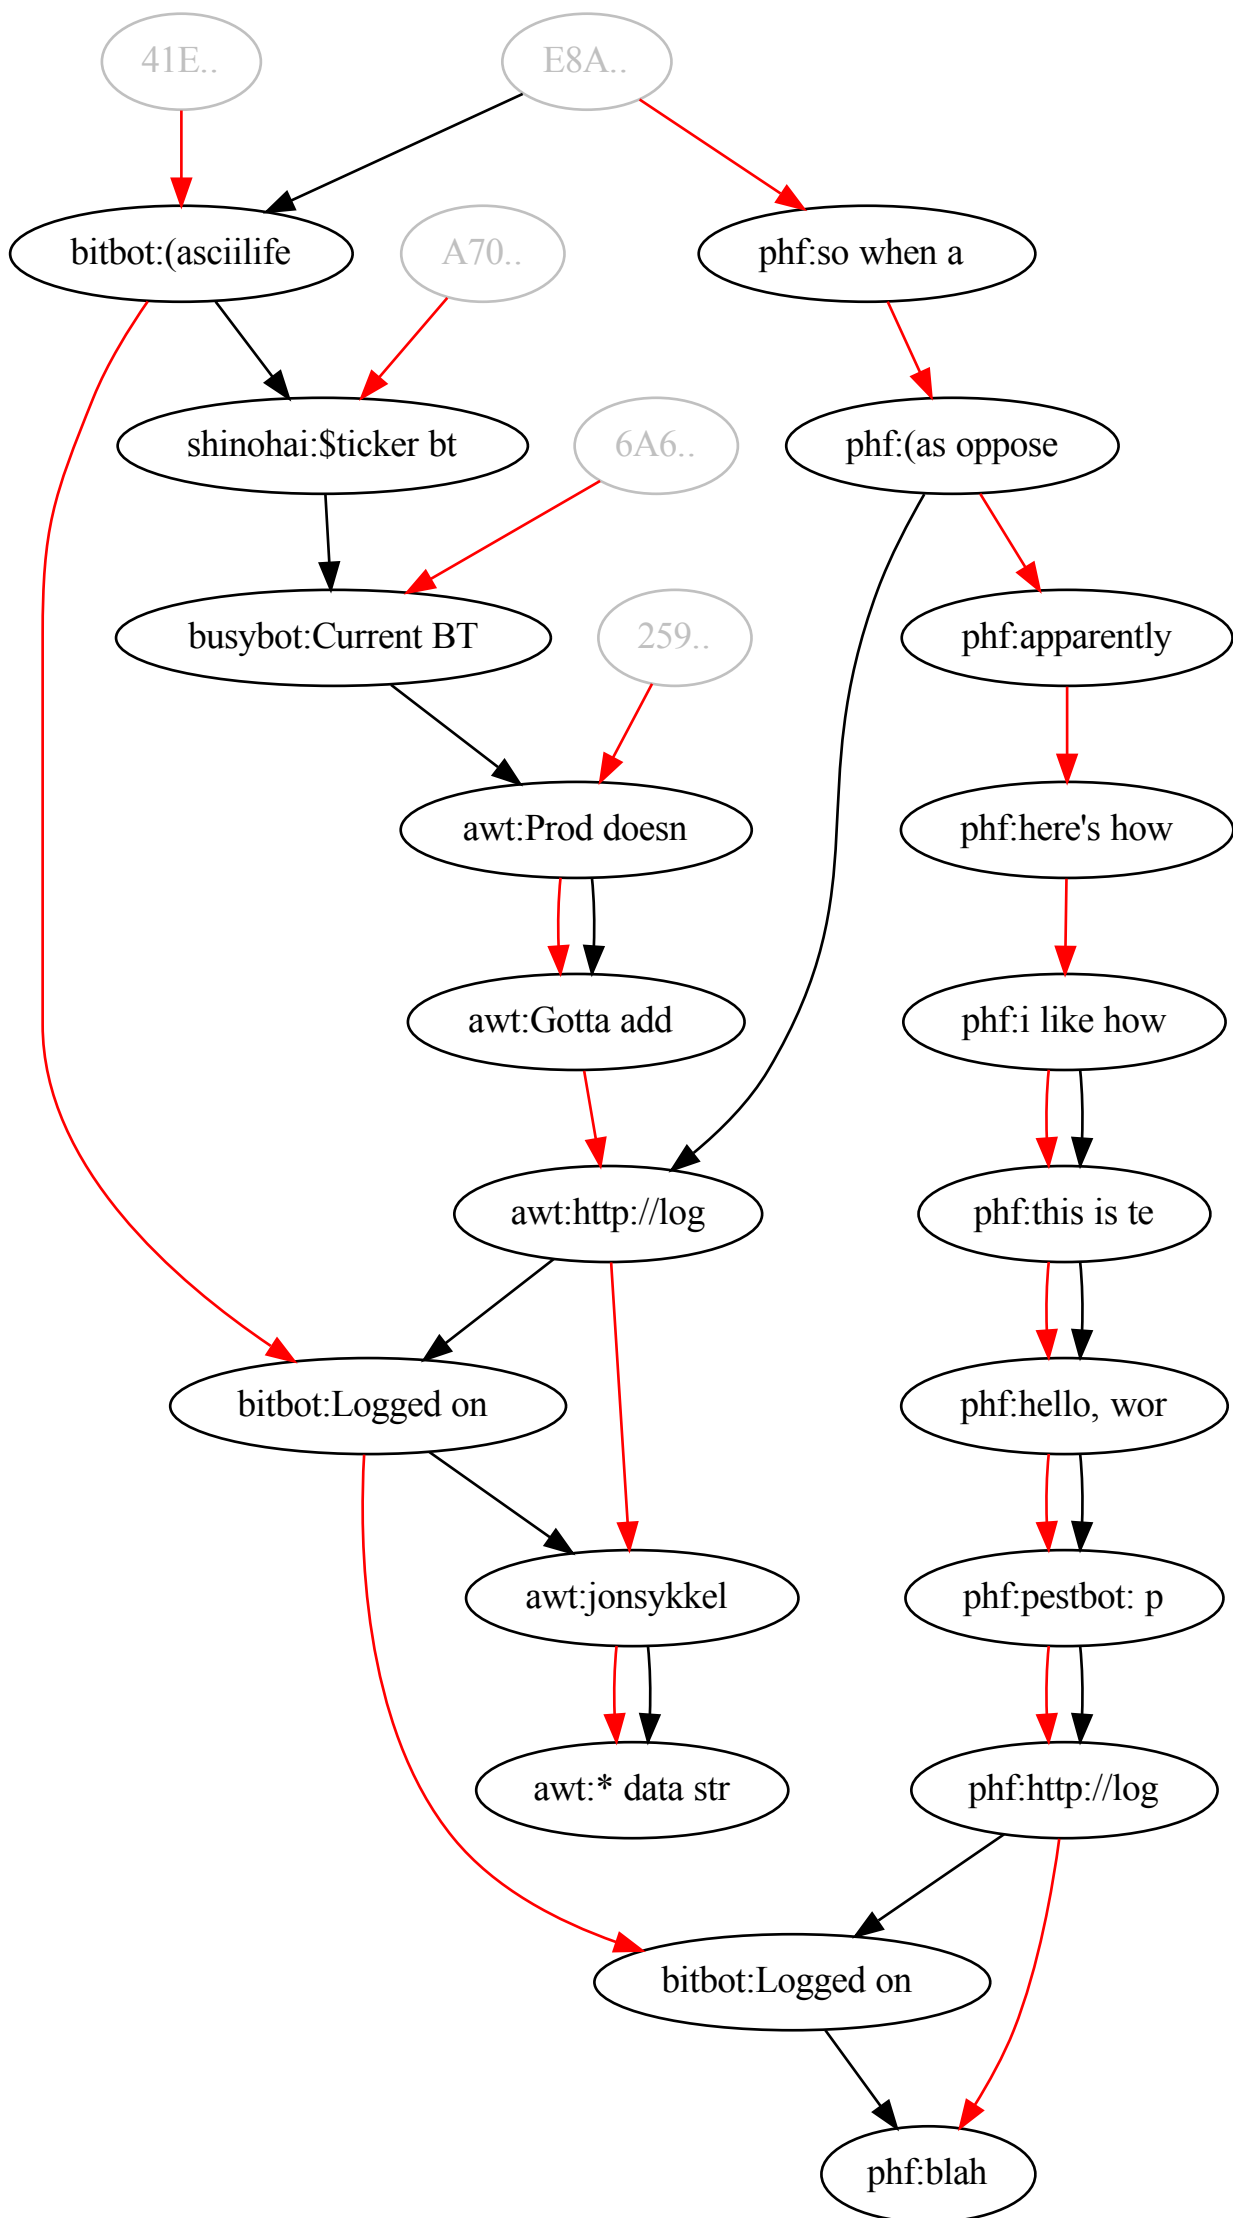 41E..
E8A..
bitbot:(asciilife
A70..
phf:so when a
shinohai:$ticker bt
6A6..
phf:(as oppose
busybot:Current BT
259..
phf:apparently
awt:Prod doesn
phf:here's how
awt:Gotta add
phf:i like how
awt:http://log
phf:this is te
bitbot:Logged on
phf:hello, wor
awt:jonsykkel
phf:pestbot: p
awt:* data str
phf:http://log
bitbot:Logged on
phf:blah